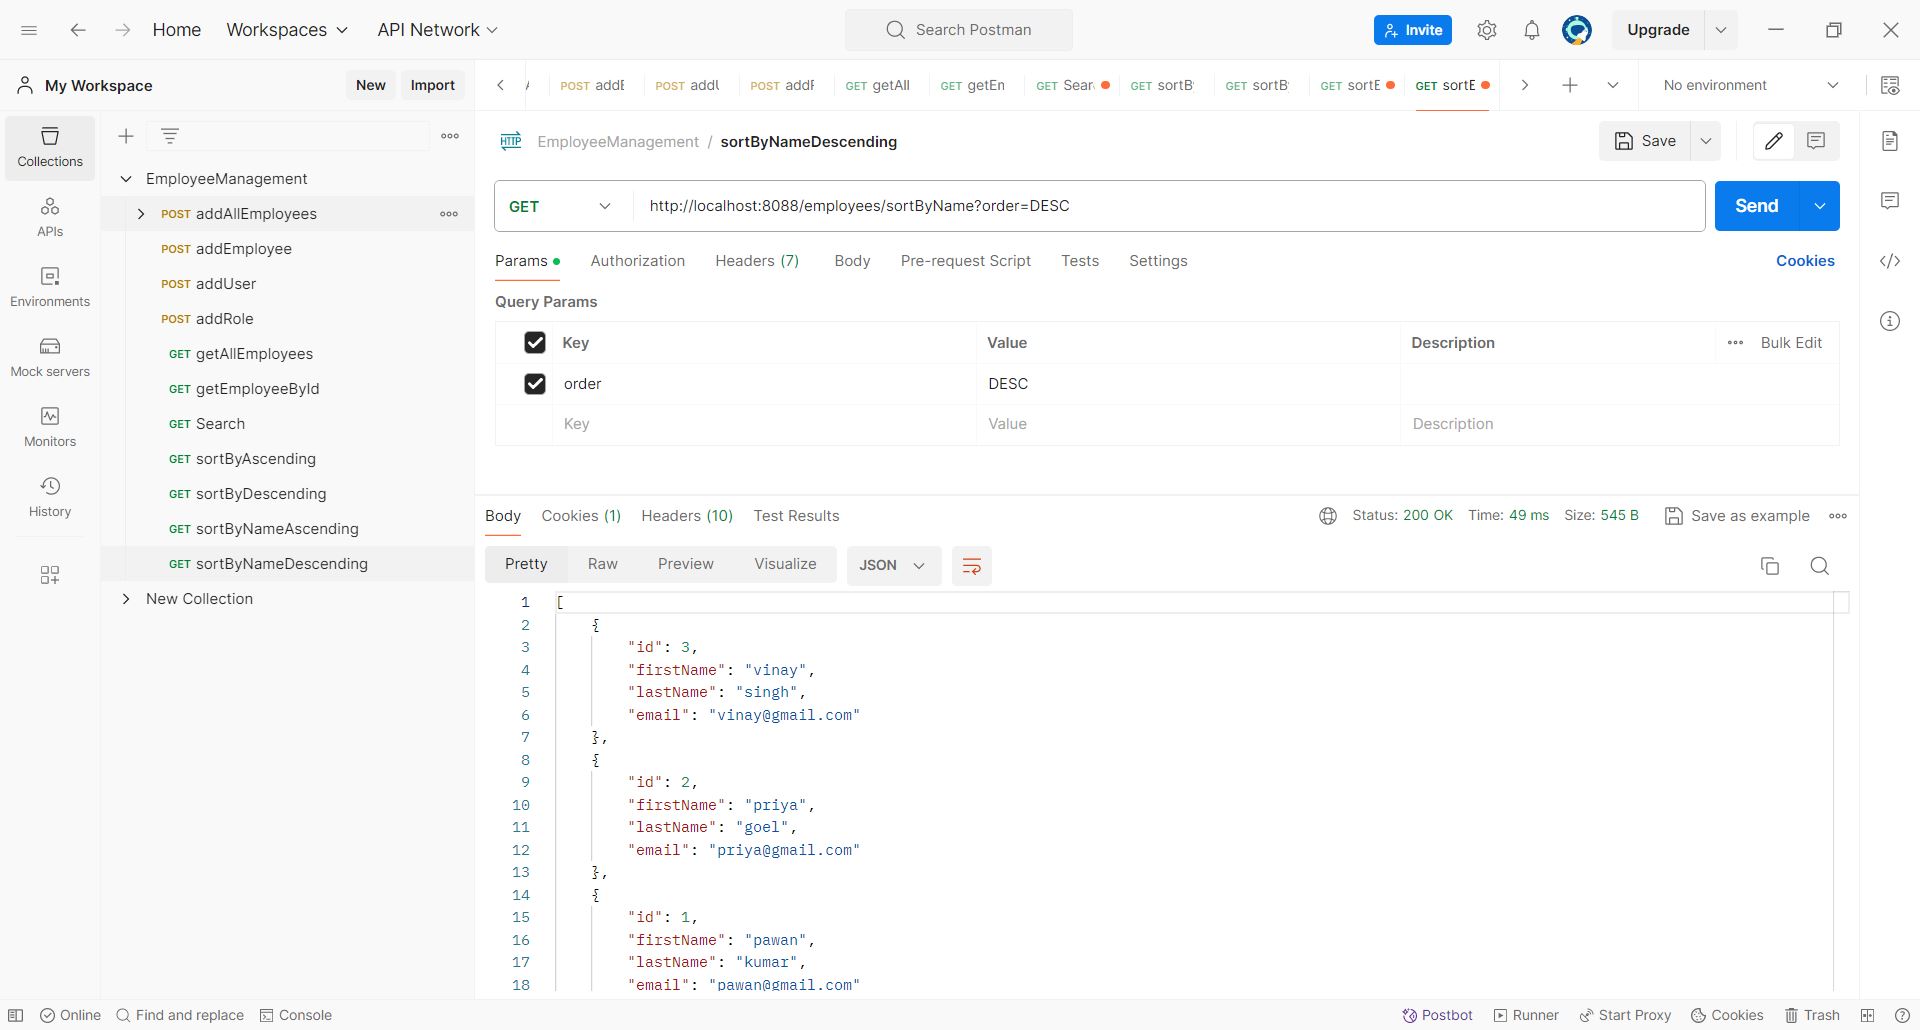 Home Workspaces API Network Search Postman Invite Upgrade
My Workspace New Import POST addE POST addU POST addF GET getAll GET getEm GET Sear GET sortB GET sortB GET sortE GET sortE No environment
EmployeeManagement / sortByNameDescending Save
Collections
APIs
Environments
Mock servers
Monitors
History
EmployeeManagement
POST addAllEmployees
POST addEmployee
POST addUser
POST addRole
GET getAllEmployees
GET getEmployeeById
GET Search
GET sortByAscending
GET sortByDescending
GET sortByNameAscending
GET sortByNameDescending
New Collection
HTTP
GET http://localhost:8088/employees/sortByName?order=DESC Send
Params Authorization Headers (7) Body Pre-request Script Tests Settings Cookies
Query Params
Key Value Description Bulk Edit
order DESC
Key Value Description
Body Cookies (1) Headers (10) Test Results Status: 200 OK Time: 49 ms Size: 545 B Save as example
Pretty Raw Preview Visualize JSON
1 [
2 {
3 "id": 3,
4 "firstName": "vinay",
5 "lastName": "singh",
6 "email": "vinay@gmail.com"
7 },
8 {
9 "id": 2,
10 "firstName": "priya",
11 "lastName": "goel",
12 "email": "priya@gmail.com"
13 },
14 {
15 "id": 1,
16 "firstName": "pawan",
17 "lastName": "kumar",
18 "email": "pawan@gmail.com"
Online Find and replace Console Postbot Runner Start Proxy Cookies Trash